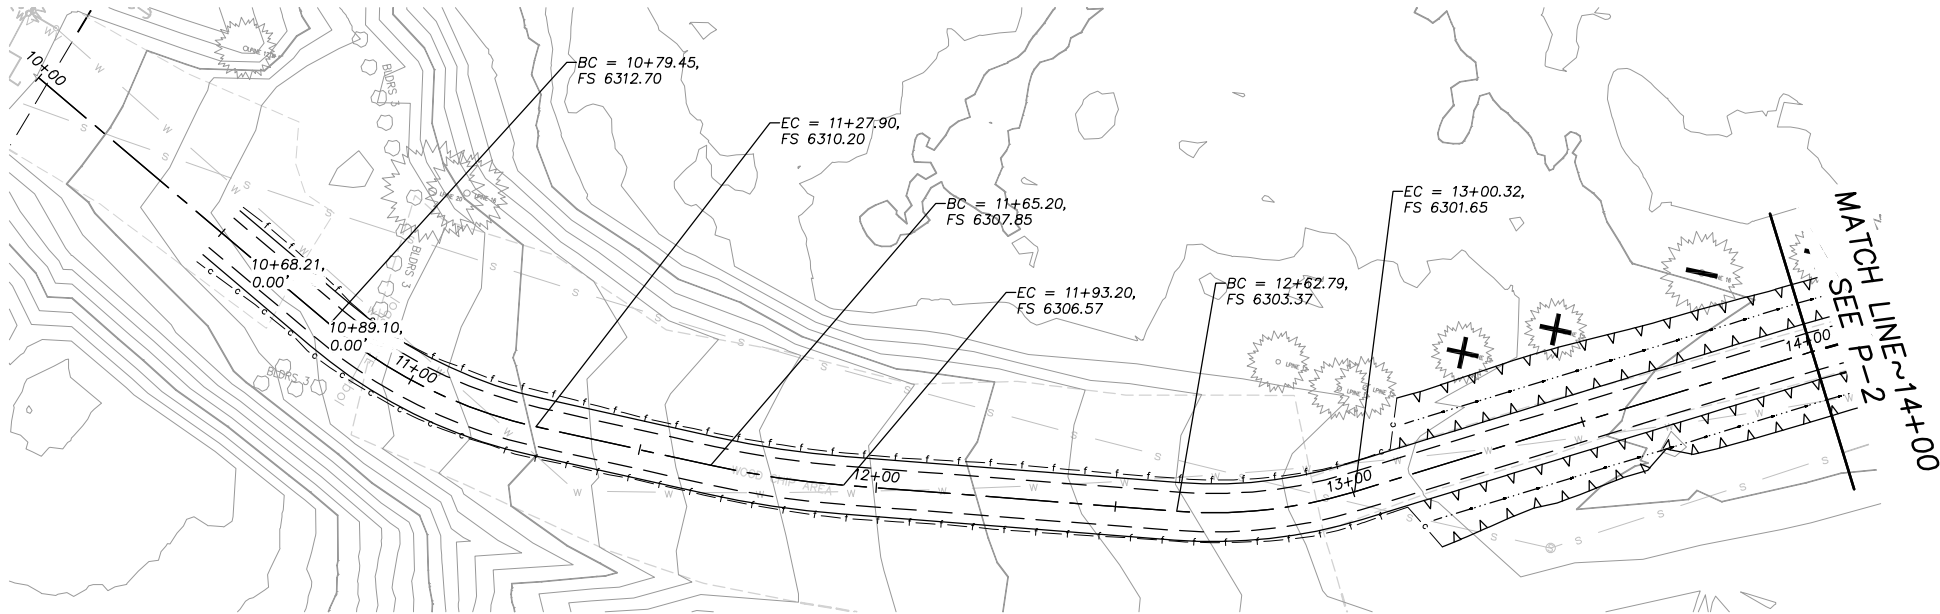 10+00
BC = 10+79.45,
FS 6312.70
BLDRS 3
EC = 11+27.90,
FS 6310.20
BC = 11+65.20,
FS 6307.85
EC = 13+00.32,
FS 6301.65
MATCH LINE~14+00
SEE P-2
BLDRS 3
10+68.21,
0.00'
EC = 11+93.20,
FS 6306.57
BC = 12+62.79,
FS 6303.37
10+89.10,
0.00'
11+00
BLDRS 3
14+00
WOOD CHIP AREA
12+00
13+00